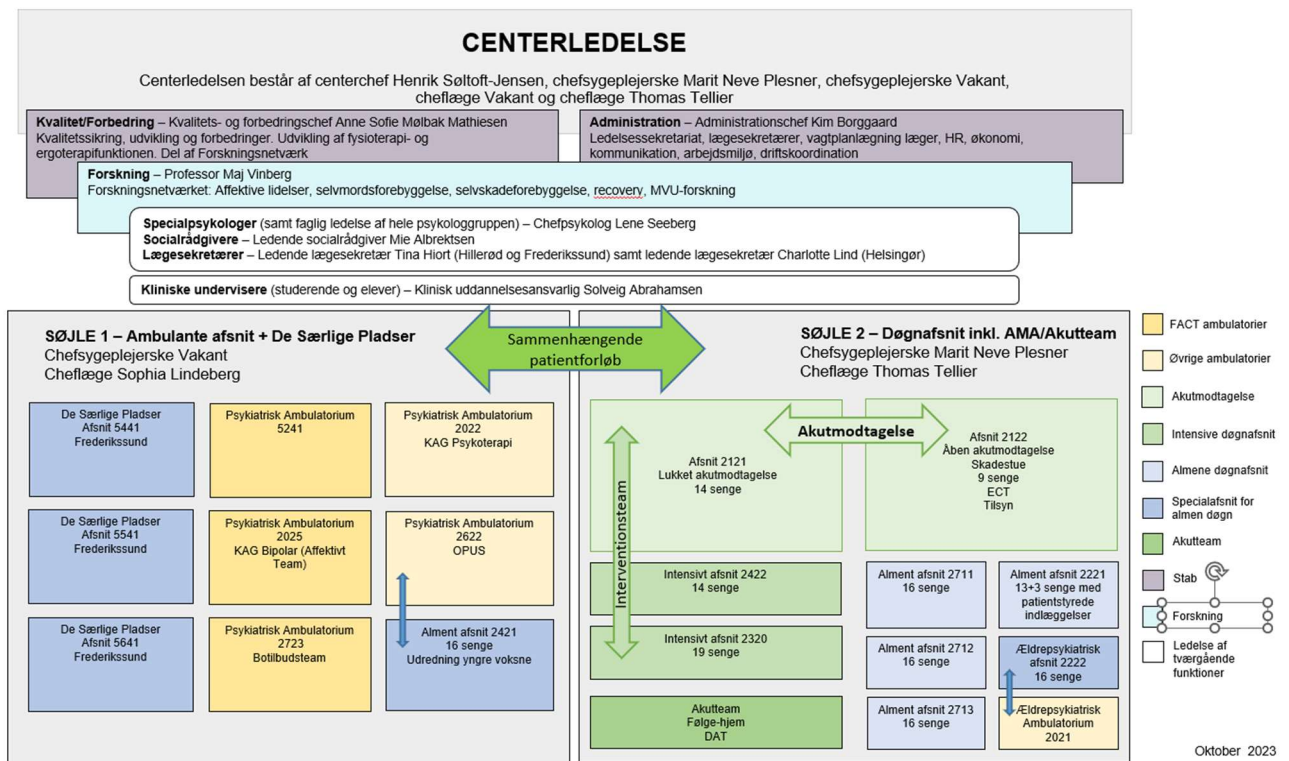 CENTERLEDELSE
Centerledelsen består af centerchef Henrik Søltoft-Jensen, chefsygeplejerske Marit Neve Plesner, chefsygeplejerske Vakant,
cheflæge Vakant og cheflæge Thomas Tellier
Kvalitet/Forbedring – Kvalitets- og forbedringschef Anne Sofie Mølbak Mathiesen
Kvalitetssikring, udvikling og forbedringer. Udvikling af fysioterapi- og
ergoterapifunktionen. Del af Forskningsnetværk
Administration – Administrationschef Kim Borggaard
Ledelsessekretariat, lægesekretærer, vagtplanlægning læger, HR, økonomi,
kommunikation, arbejdsmiljø, driftskoordination
Forskning – Professor Maj Vinberg
Forskningsnetværket: Affektive lidelser, selvmordsforebyggelse, selvskadeforebyggelse, recovery, MVU-forskning
Specialpsykologer (samt faglig ledelse af hele psykologgruppen) – Chefpsykolog Lene Seeberg
Socialrådgivere – Ledende socialrådgiver Mie Albrektsen
Lægesekretærer – Ledende lægesekretær Tina Hiort (Hillerød og Frederikssund) samt ledende lægesekretær Charlotte Lind (Helsingør)
Kliniske undervisere (studerende og elever) – Klinisk uddannelsesansvarlig Solveig Abrahamsen
SØJLE 1 – Ambulante afsnit + De Særlige Pladser
Chefsygeplejerske Vakant
Cheflæge Sophia Lindeberg
Sammenhængende
patientforløb
SØJLE 2 – Døgnafsnit inkl. AMA/Akutteam
Chefsygeplejerske Marit Neve Plesner
Cheflæge Thomas Tellier
De Særlige Pladser
Afsnit 5441
Frederikssund
Psykiatrisk Ambulatorium
5241
Psykiatrisk Ambulatorium
2022
KAG Psykoterapi
De Særlige Pladser
Afsnit 5541
Frederikssund
Psykiatrisk Ambulatorium
2025
KAG Bipolar (Affektivt
Team)
Psykiatrisk Ambulatorium
2622
OPUS
De Særlige Pladser
Afsnit 5641
Frederikssund
Psykiatrisk Ambulatorium
2723
Botilbudsteam
Alment afsnit 2421
16 senge
Udredning yngre voksne
Interventionsteam
Afsnit 2121
Lukket akutmodtagelse
14 senge
Akutmodtagelse
Afsnit 2122
Åben akutmodtagelse
Skadestue
9 senge
ECT
Tilsyn
Intensivt afsnit 2422
14 senge
Intensivt afsnit 2320
19 senge
Akutteam
Følge-hjem
DAT
Alment afsnit 2711
16 senge
Alment afsnit 2221
13+3 senge med
patientstyrede
indlæggelser
Alment afsnit 2712
16 senge
Ældrepsykiatrisk
afsnit 2222
16 senge
Alment afsnit 2713
16 senge
Ældrepsykiatrisk
Ambulatorium
2021
FACT ambulatorier
Øvrige ambulatorier
Akutmodtagelse
Intensive døgnafsnit
Almene døgnafsnit
Specialafsnit for
almen døgn
Akutteam
Stab
Forskning
Ledelse af
tværgående
funktioner
Oktober 2023